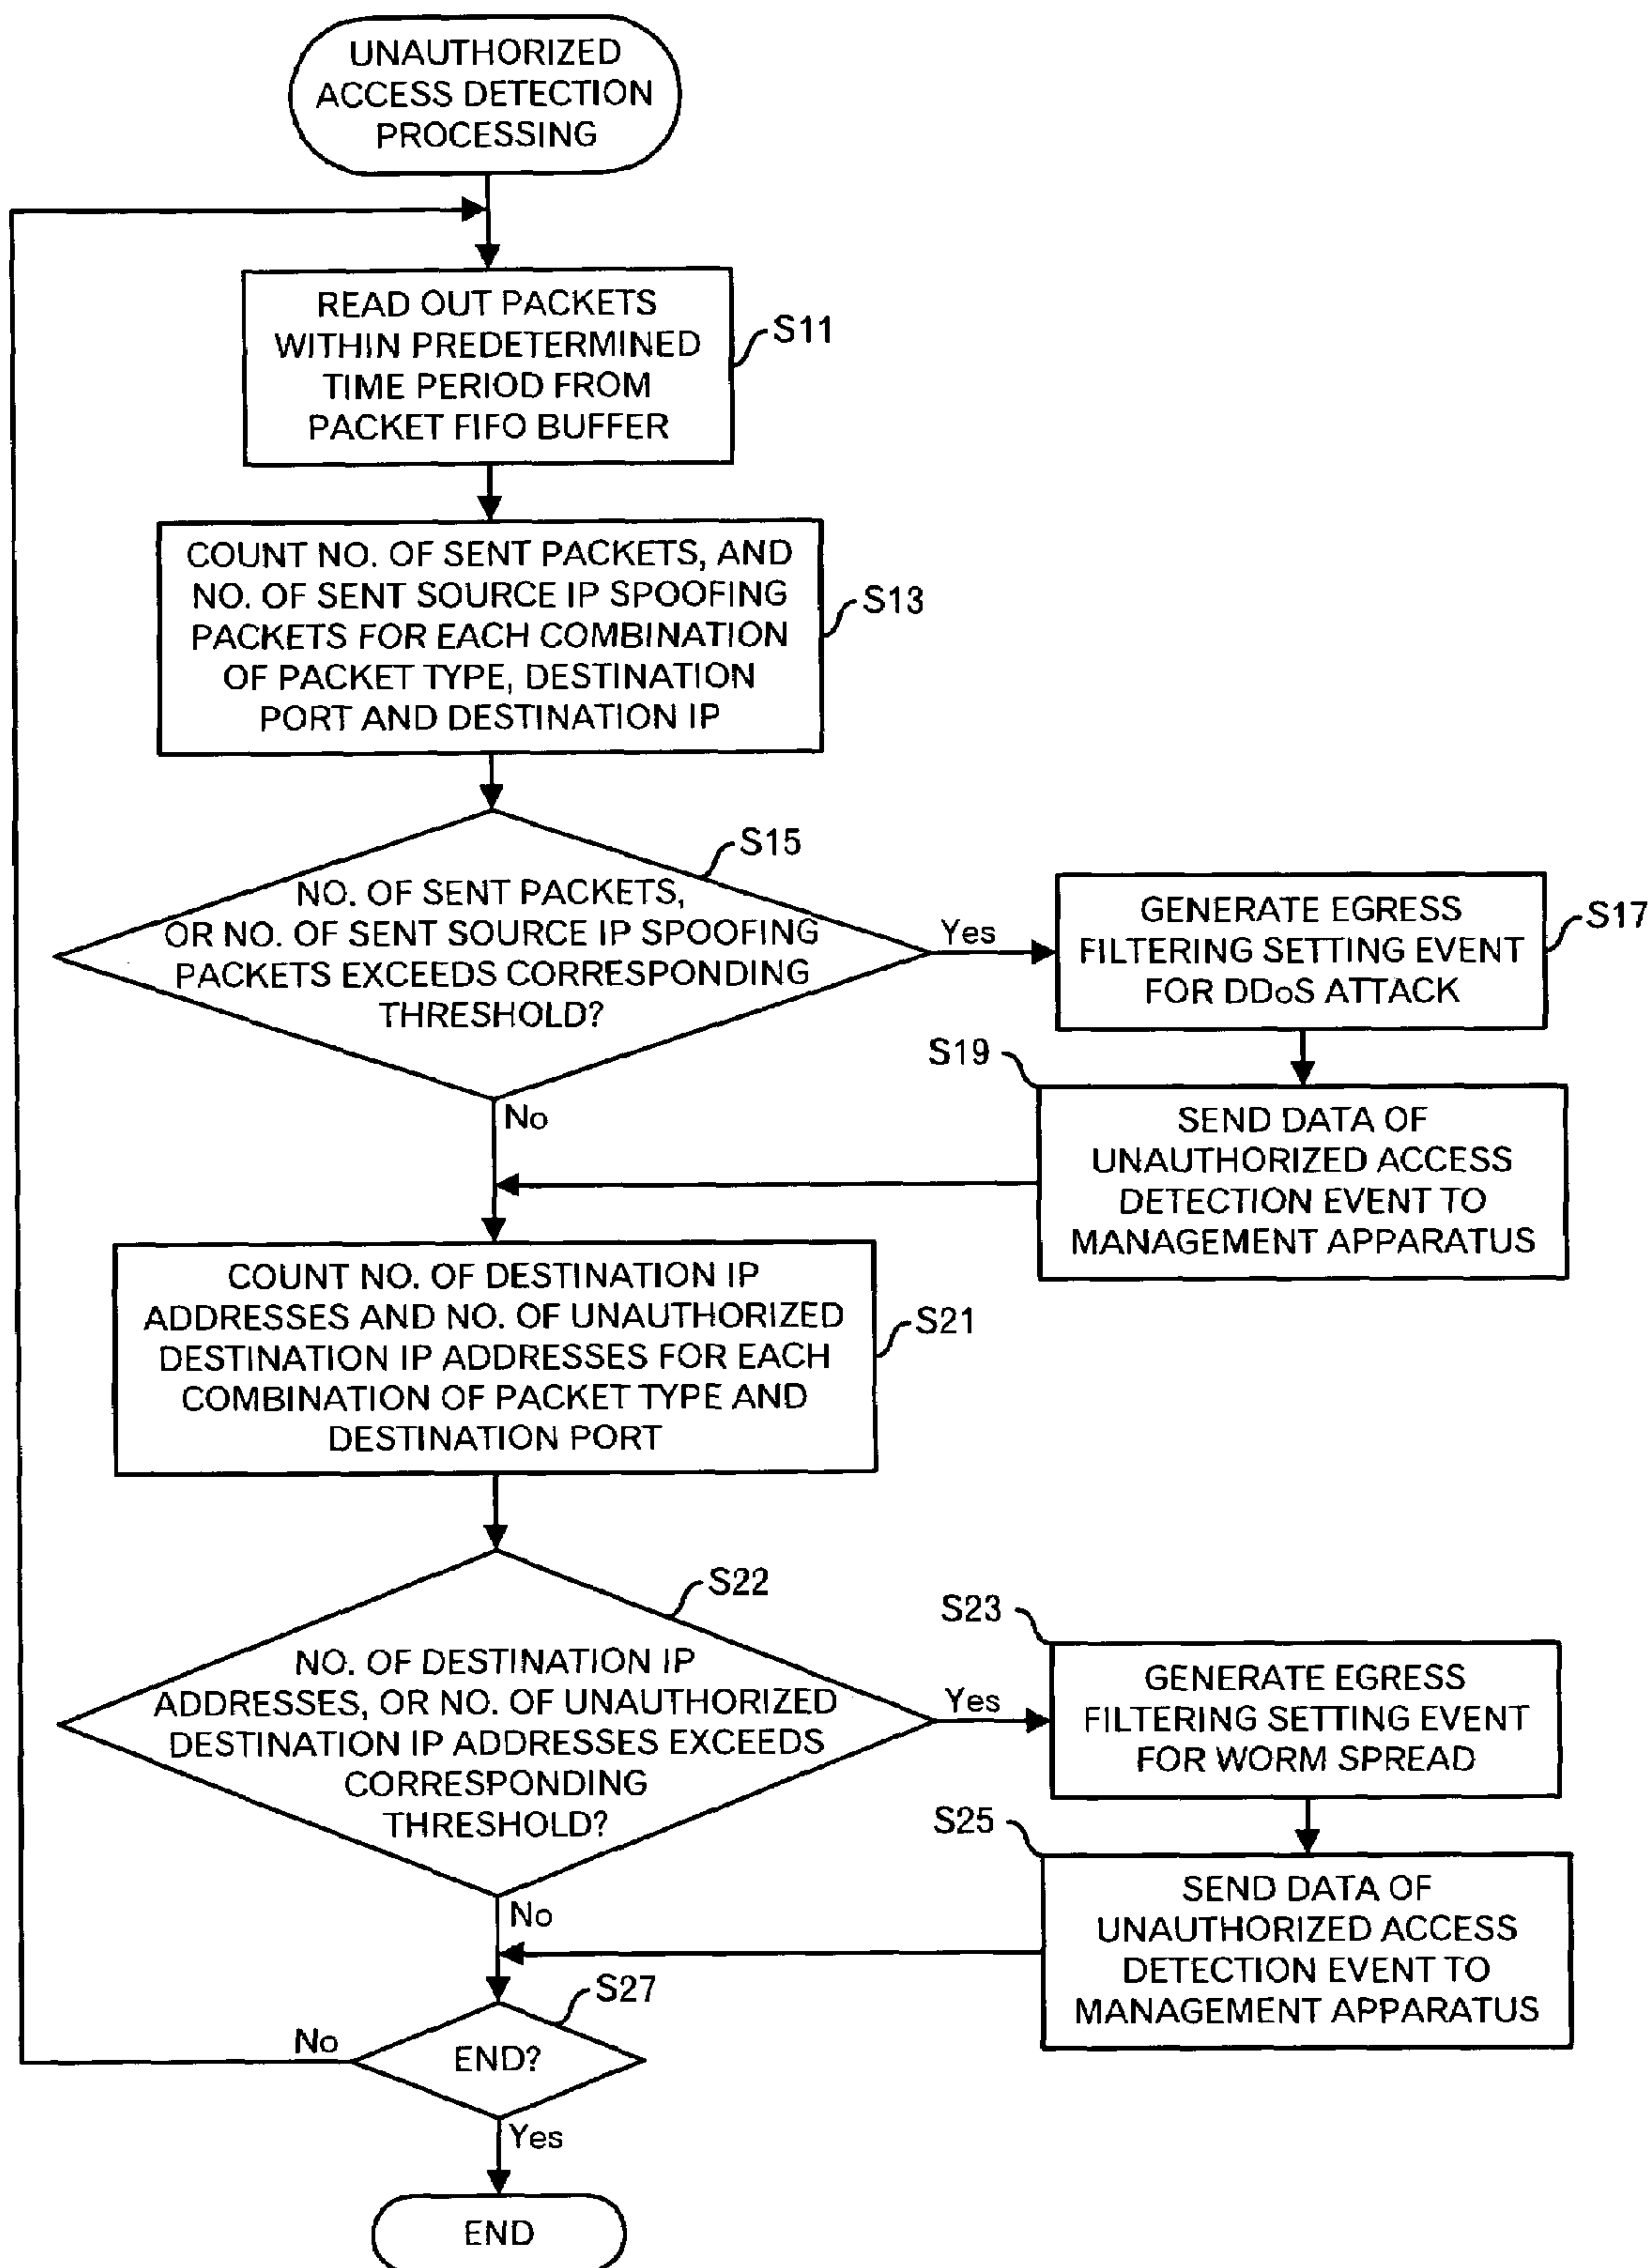 UNAUTHORIZED
ACCESS DETECTION
PROCESSING
READ OUT PACKETS
WITHIN PREDETERMINED
TIME PERIOD FROM
PACKET FIFO BUFFER
S11
COUNT NO. OF SENT PACKETS, AND
NO. OF SENT SOURCE IP SPOOFING
PACKETS FOR EACH COMBINATION
OF PACKET TYPE, DESTINATION
PORT AND DESTINATION IP
S13
S15
NO. OF SENT PACKETS,
OR NO. OF SENT SOURCE IP SPOOFING
PACKETS EXCEEDS CORRESPONDING
THRESHOLD?
Yes
GENERATE EGRESS
FILTERING SETTING EVENT
FOR DDoS ATTACK
S17
S19
SEND DATA OF
UNAUTHORIZED ACCESS
DETECTION EVENT TO
MANAGEMENT APPARATUS
No
COUNT NO. OF DESTINATION IP
ADDRESSES AND NO. OF UNAUTHORIZED
DESTINATION IP ADDRESSES FOR EACH
COMBINATION OF PACKET TYPE AND
DESTINATION PORT
S21
S22
NO. OF DESTINATION IP
ADDRESSES, OR NO. OF UNAUTHORIZED
DESTINATION IP ADDRESSES EXCEEDS
CORRESPONDING
THRESHOLD?
Yes
S23
GENERATE EGRESS
FILTERING SETTING EVENT
FOR WORM SPREAD
S25
SEND DATA OF
UNAUTHORIZED ACCESS
DETECTION EVENT TO
MANAGEMENT APPARATUS
No
S27
END?
No
Yes
END